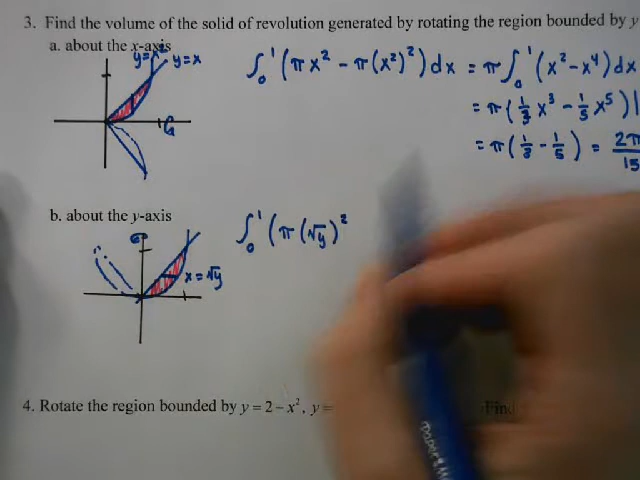 3. Find the volume of the solid of revolution generated by rotating the region bounded by y
a. about the x-axis
y=x² y=x
∫₀¹ (πx² - π(x²)²) dx = π∫₀¹ (x² - x⁴) dx
= π(⅓x³ - ⅕x⁵)|
= π(⅓ - ⅕) = 2π/15
b. about the y-axis
∫₀¹ (π(√y)²
x=√y
4. Rotate the region bounded by y = 2 - x², y = Find